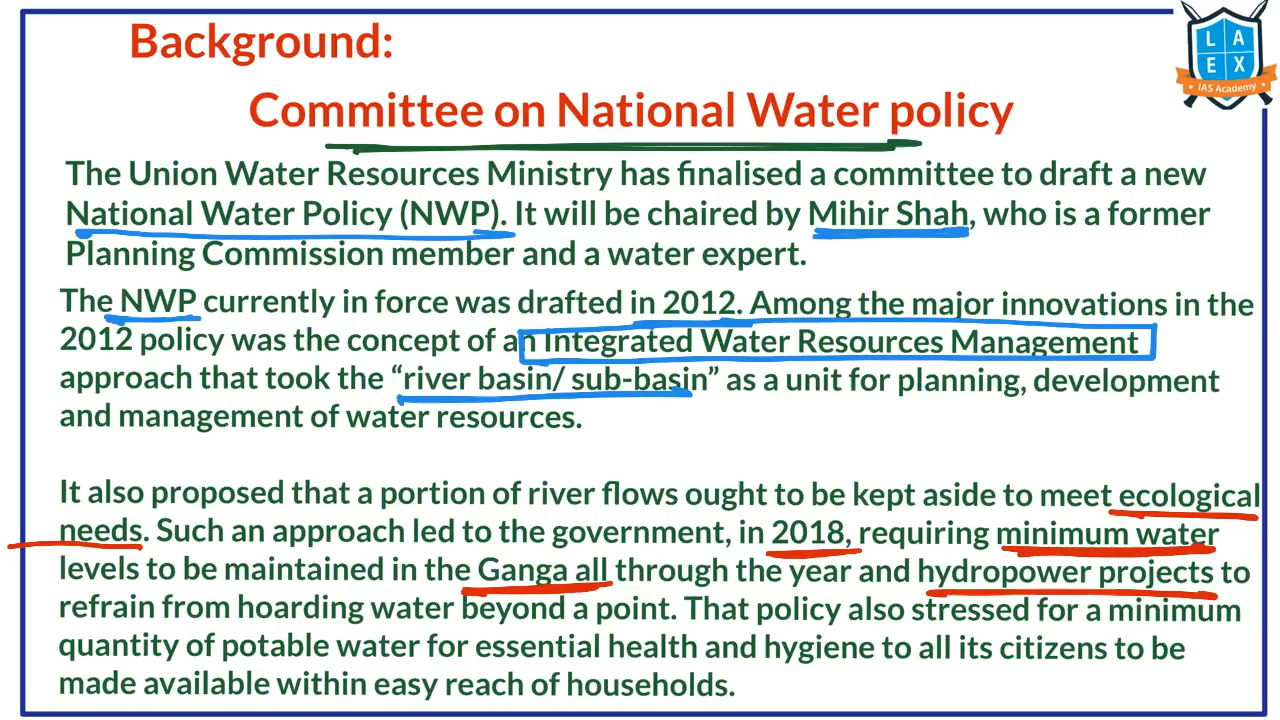 Background:
Committee on National Water policy
L A
E X
IAS Academy
The Union Water Resources Ministry has finalised a committee to draft a new
National Water Policy (NWP). It will be chaired by Mihir Shah, who is a former
Planning Commission member and a water expert.
The NWP currently in force was drafted in 2012. Among the major innovations in the
2012 policy was the concept of an Integrated Water Resources Management
approach that took the “river basin/ sub-basin” as a unit for planning, development
and management of water resources.
It also proposed that a portion of river flows ought to be kept aside to meet ecological
needs. Such an approach led to the government, in 2018, requiring minimum water
levels to be maintained in the Ganga all through the year and hydropower projects to
refrain from hoarding water beyond a point. That policy also stressed for a minimum
quantity of potable water for essential health and hygiene to all its citizens to be
made available within easy reach of households.